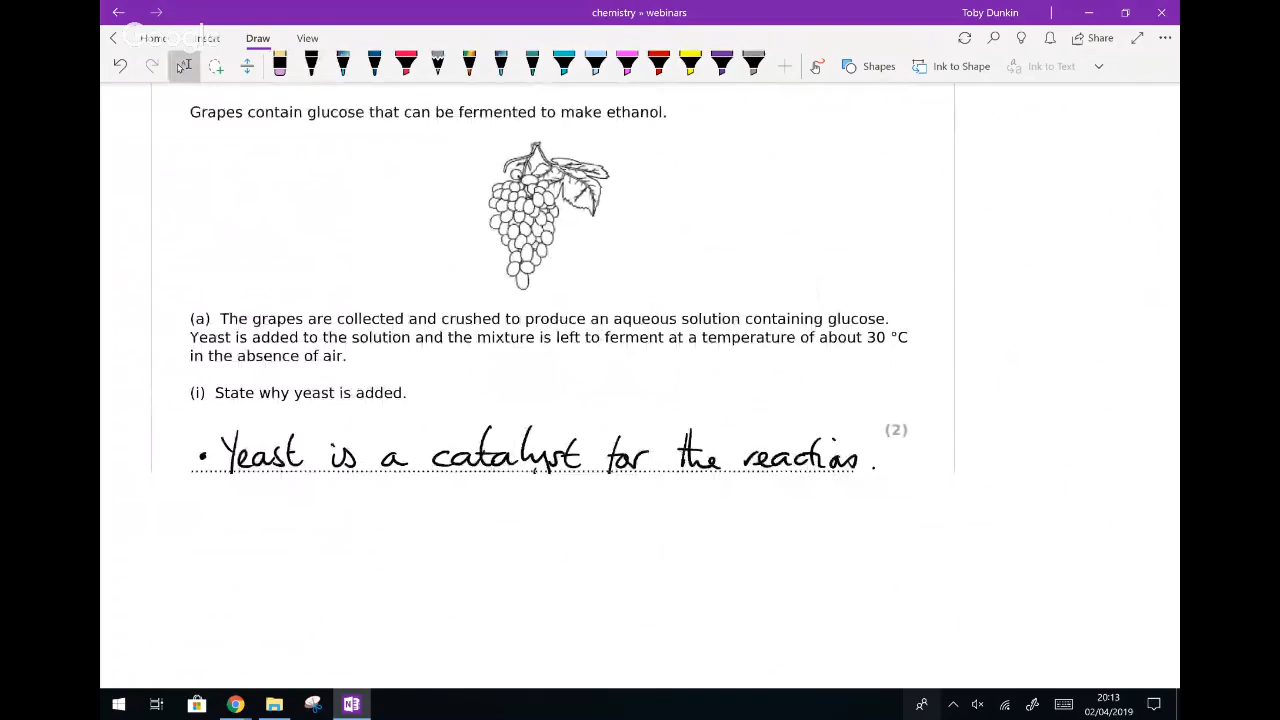 chemistry » webinars
Toby Dunkin
Home
Draw
View
Share
Shapes
Ink to Shape
Ink to Text
Grapes contain glucose that can be fermented to make ethanol.
(a) The grapes are collected and crushed to produce an aqueous solution containing glucose.
Yeast is added to the solution and the mixture is left to ferment at a temperature of about 30 °C
in the absence of air.
(i) State why yeast is added.
(2)
• Yeast is a catalyst for the reaction.
20:13
02/04/2019